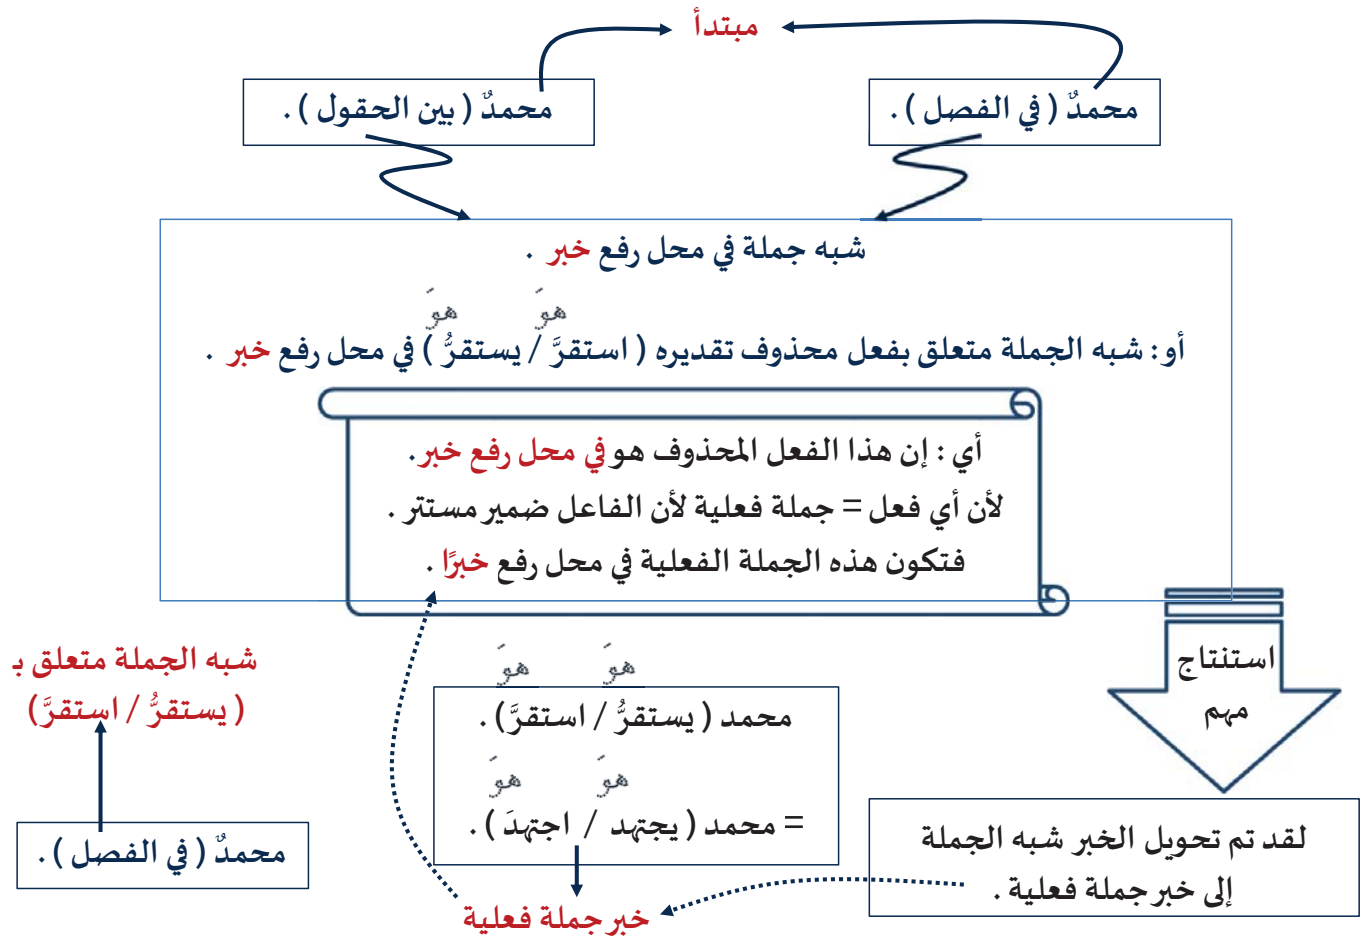 مبتدأ
محمدٌ ( في الفصل ) .
محمدٌ ( بين الحقول ) .
شبه جملة في محل رفع خبر .
هوَ
هوَ
أو : شبه الجملة متعلق بفعل محذوف تقديره ( استقرَّ / يستقرُّ ) في محل رفع خبر .
أي : إن هذا الفعل المحذوف هو في محل رفع خبر.
لأن أي فعل = جملة فعلية لأن الفاعل ضمير مستتر .
فتكون هذه الجملة الفعلية في محل رفع خبرًا .
استنتاج
مهم
لقد تم تحويل الخبر شبه الجملة
إلى خبر جملة فعلية .
هوَ
هوَ
محمد ( يستقرُّ / استقرَّ ) .
هوَ
هوَ
= محمد ( يجتهد / اجتهدَ ) .
خبر جملة فعلية
شبه الجملة متعلق بـ
( يستقرُّ / استقرَّ )
محمدٌ ( في الفصل ) .